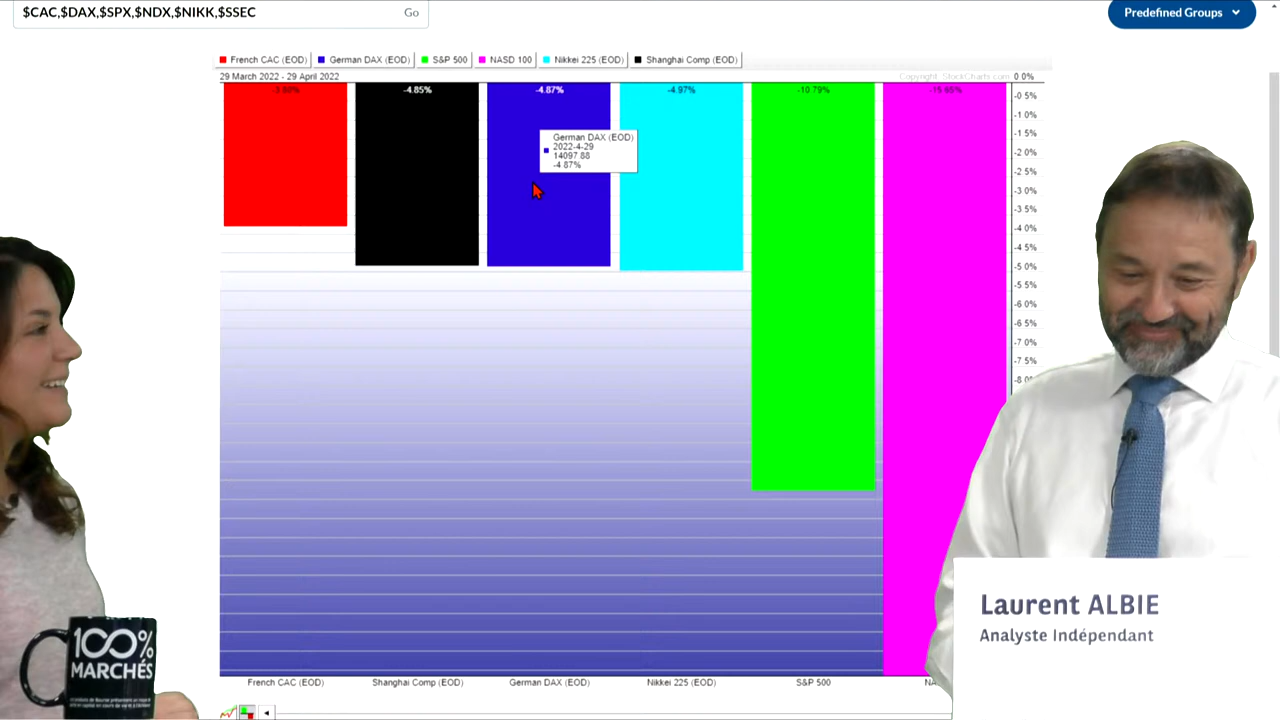 $CAC,$DAX,$SPX,$NDX,$NIKK,$SSEC
Go
Predefined Groups
French CAC (EOD) German DAX (EOD) S&P 500 NASD 100 Nikkei 225 (EOD) Shanghai Comp (EOD)
29 March 2022 - 29 April 2022
Copyright, StockCharts.com
0.0%
-4.85%
-4.87%
-4.97%
-10.79%
-0.5%
-1.0%
-1.5%
-2.0%
-2.5%
-3.0%
-3.5%
-4.0%
-4.5%
-5.0%
-5.5%
-6.0%
-6.5%
-7.0%
-7.5%
German DAX (EOD)
2022-4-29
14097.88
-4.87%
French CAC (EOD) Shanghai Comp (EOD) German DAX (EOD) Nikkei 225 (EOD) S&P 500
Laurent ALBIE
Analyste Indépendant
100%
MARCHÉS